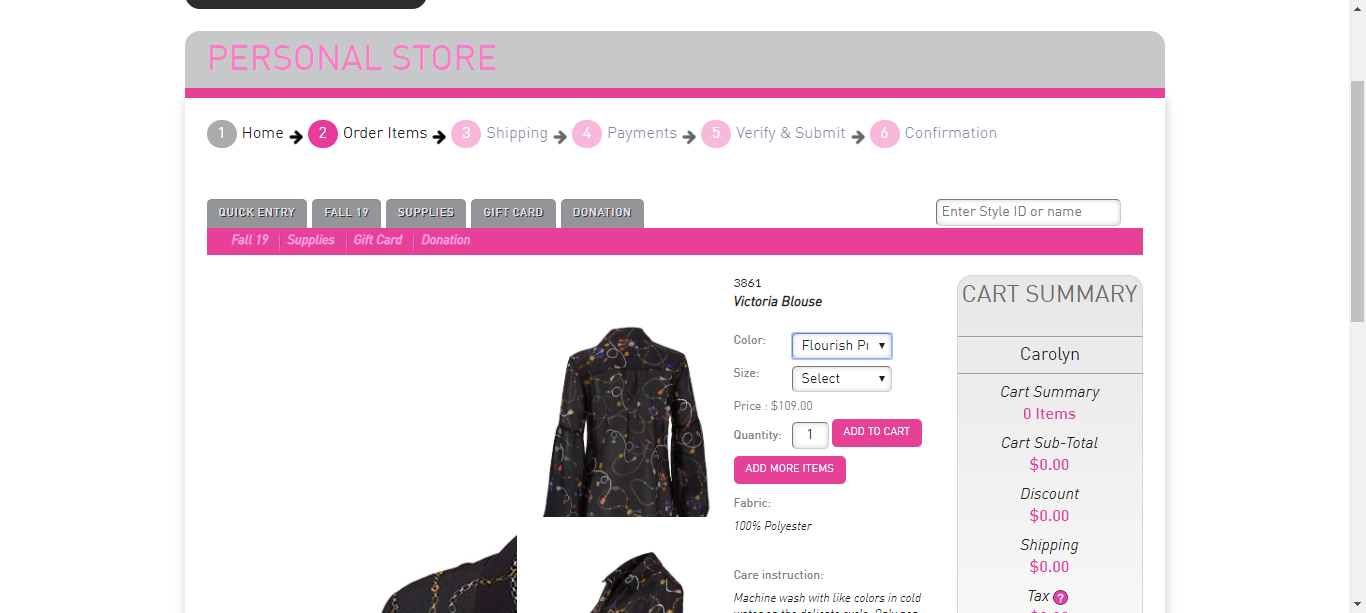 PERSONAL STORE
1 Home 2 Order Items 3 Shipping 4 Payments 5 Verify & Submit 6 Confirmation
QUICK ENTRY FALL 19 SUPPLIES GIFT CARD DONATION
Enter Style ID or name
Fall 19 Supplies Gift Card Donation
3861
Victoria Blouse
Color: Flourish Pr
Size: Select
Price : $109.00
Quantity: 1 ADD TO CART
ADD MORE ITEMS
Fabric:
100% Polyester
Care instruction:
Machine wash with like colors in cold
CART SUMMARY
Carolyn
Cart Summary
0 Items
Cart Sub-Total
$0.00
Discount
$0.00
Shipping
$0.00
Tax ?